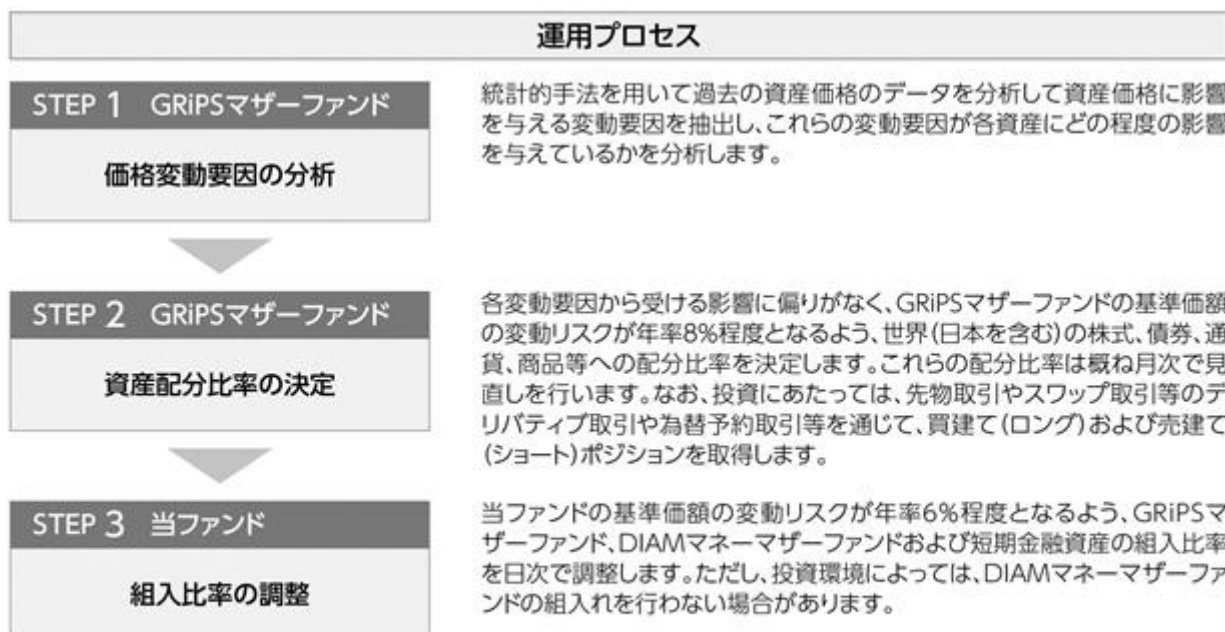 運用プロセス
STEP 1 GRiPSマザーファンド
価格変動要因の分析
統計的手法を用いて過去の資産価格のデータを分析して資産価格に影響
を与える変動要因を抽出し、これらの変動要因が各資産にどの程度の影響
を与えているかを分析します。
STEP 2 GRiPSマザーファンド
資産配分比率の決定
各変動要因から受ける影響に偏りがなく、GRiPSマザーファンドの基準価額
の変動リスクが年率8%程度となるよう、世界(日本を含む)の株式、債券、通
貨、商品等への配分比率を決定します。これらの配分比率は概ね月次で見
直しを行います。なお、投資にあたっては、先物取引やスワップ取引等のデ
リバティブ取引や為替予約取引等を通じて、買建て(ロング)および売建て
(ショート)ポジションを取得します。
STEP 3 当ファンド
組入比率の調整
当ファンドの基準価額の変動リスクが年率6%程度となるよう、GRiPSマ
ザーファンド、DIAMマネーマザーファンドおよび短期金融資産の組入比率
を日次で調整します。ただし、投資環境によっては、DIAMマネーマザーファ
ンドの組入れを行わない場合があります。